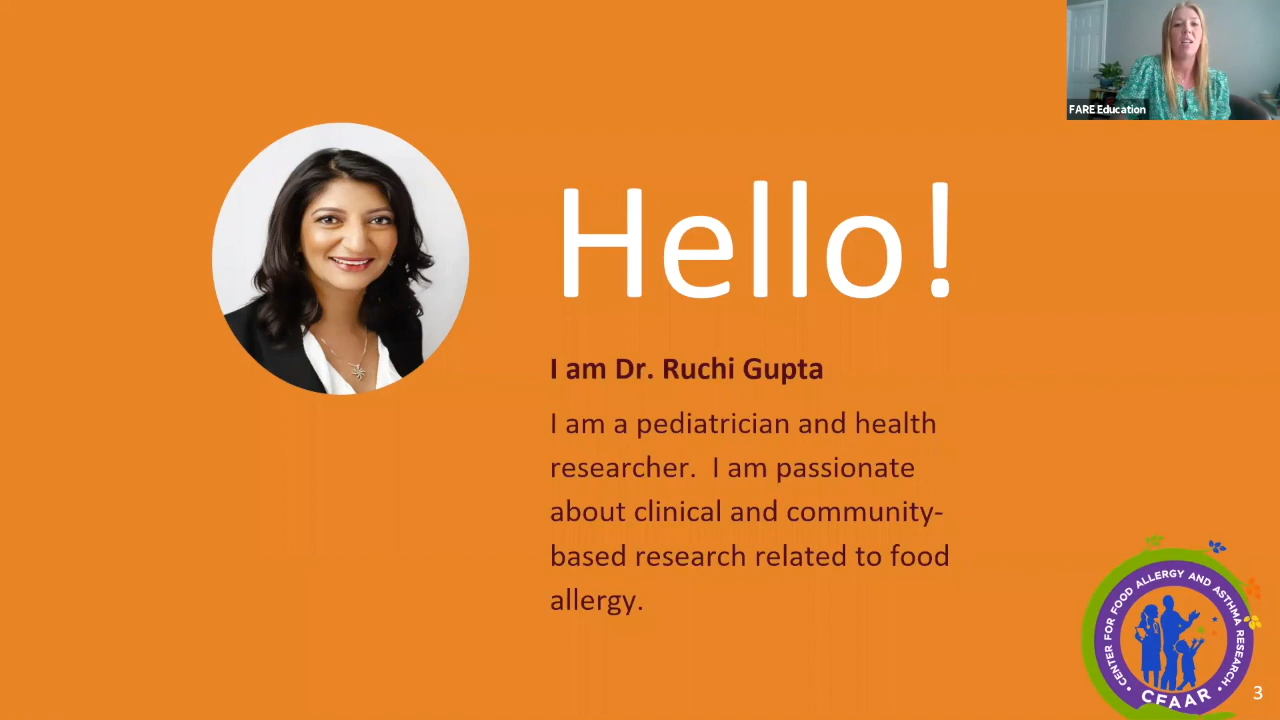 FARE Education
Hello!
I am Dr. Ruchi Gupta
I am a pediatrician and health
researcher.  I am passionate
about clinical and community-
based research related to food
allergy.
• CENTER FOR FOOD ALLERGY AND ASTHMA RESEARCH •
CFAAR
3